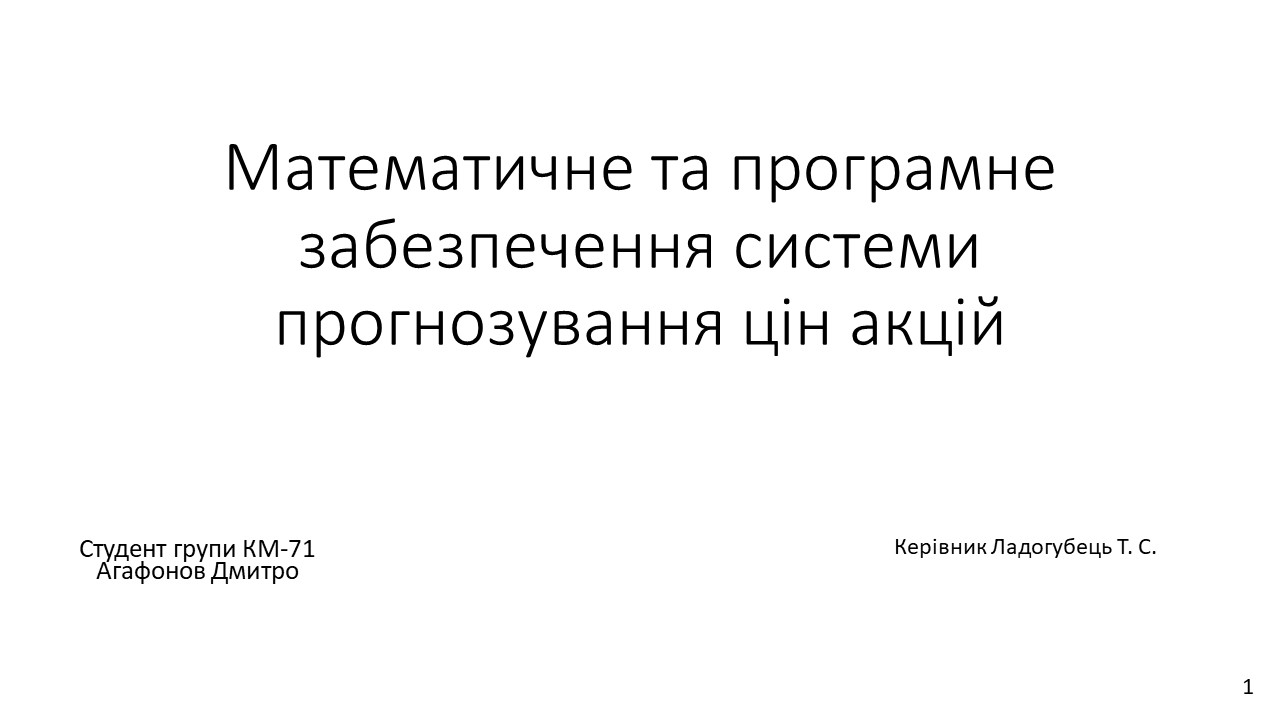 Математичне та програмне
забезпечення системи
прогнозування цін акцій
Студент групи КМ-71
Агафонов Дмитро
Керівник Ладогубець Т. С.
1